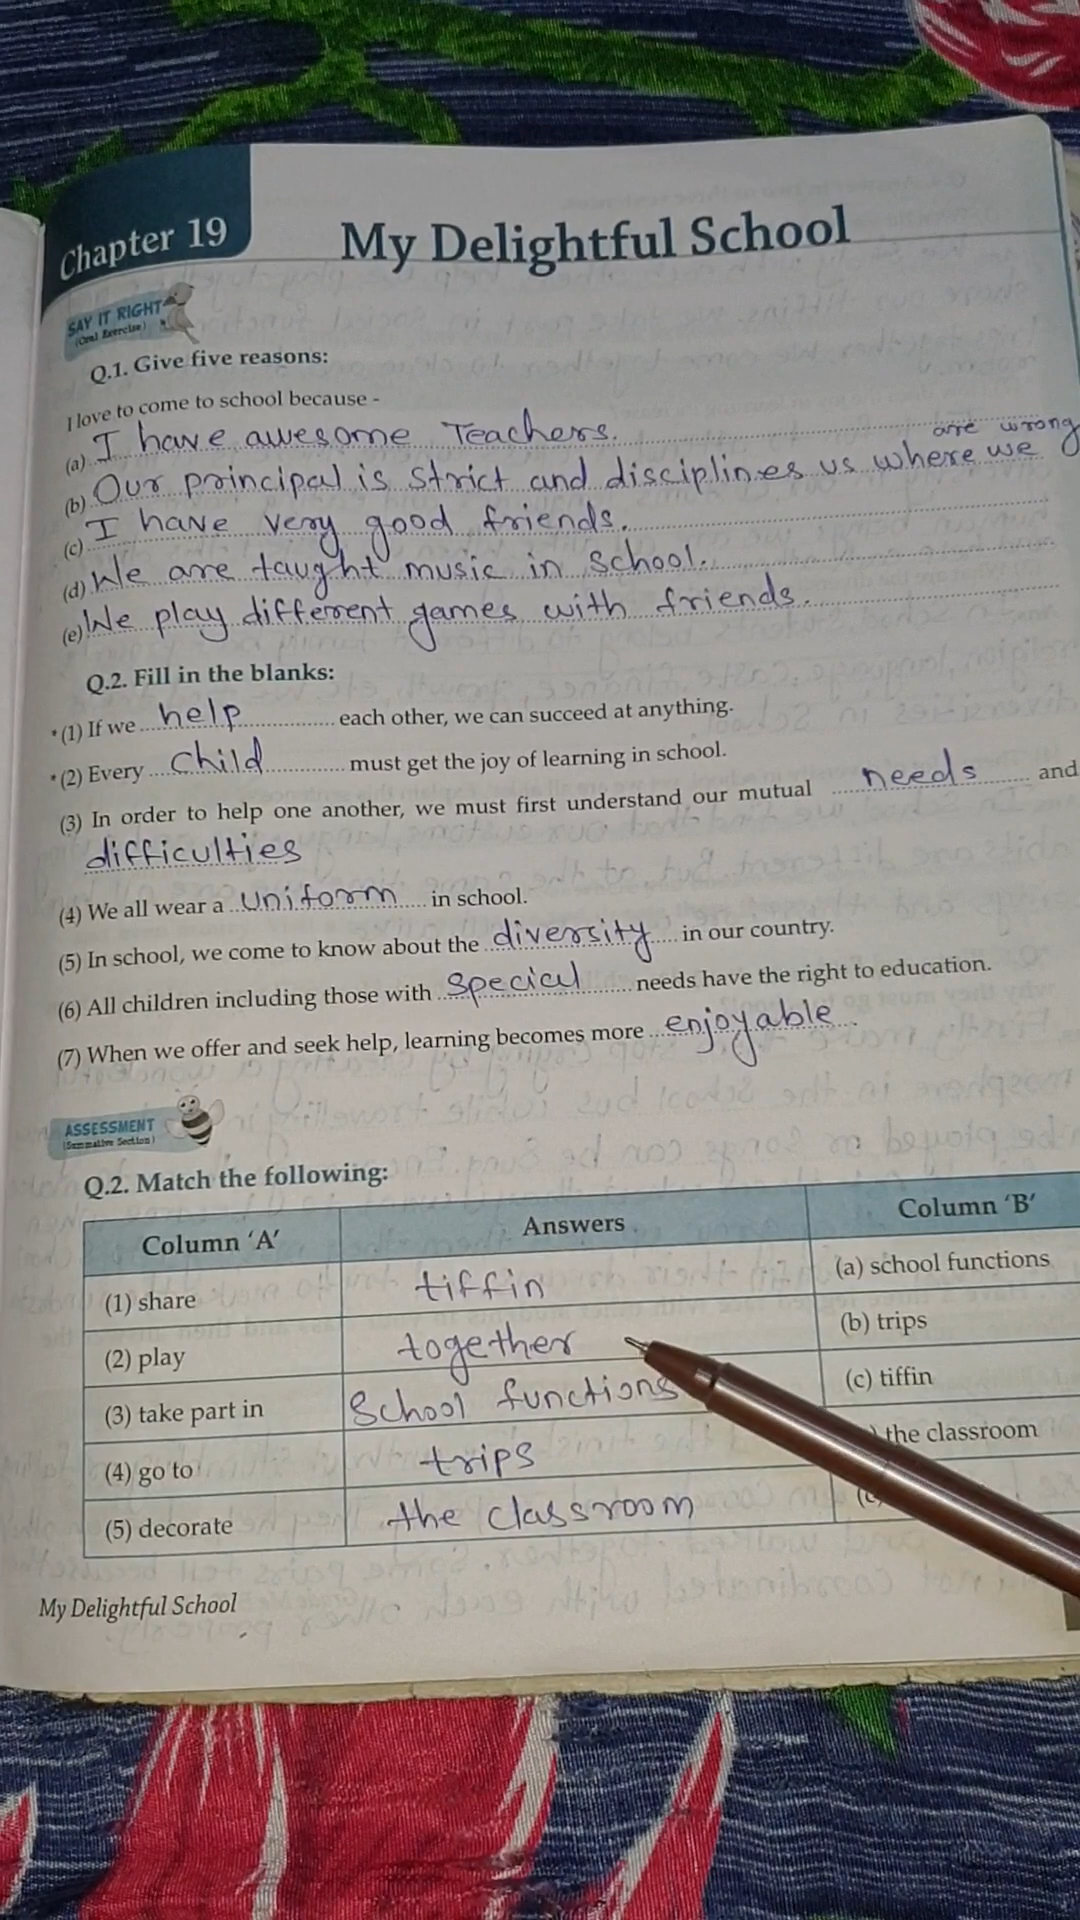 Chapter 19
My Delightful School
SAY IT RIGHT
(Oral Exercise)
Q.1. Give five reasons:
I love to come to school because -
(a) I have awesome Teachers.
are wrong
(b) Our principal is strict and disciplines us where we
(c) I have very good friends.
(d) We are taught music in school.
(e) We play different games with friends.
Q.2. Fill in the blanks:
*(1) If we help each other, we can succeed at anything.
*(2) Every child must get the joy of learning in school.
(3) In order to help one another, we must first understand our mutual needs and
difficulties
(4) We all wear a uniform in school.
(5) In school, we come to know about the diversity in our country.
(6) All children including those with special needs have the right to education.
(7) When we offer and seek help, learning becomes more enjoyable.
ASSESSMENT
(Summative Section)
Q.2. Match the following:
Column 'A' Answers Column 'B'
(1) share tiffin (a) school functions
(2) play together (b) trips
(3) take part in School functions (c) tiffin
(4) go to trips the classroom
(5) decorate the classroom
My Delightful School